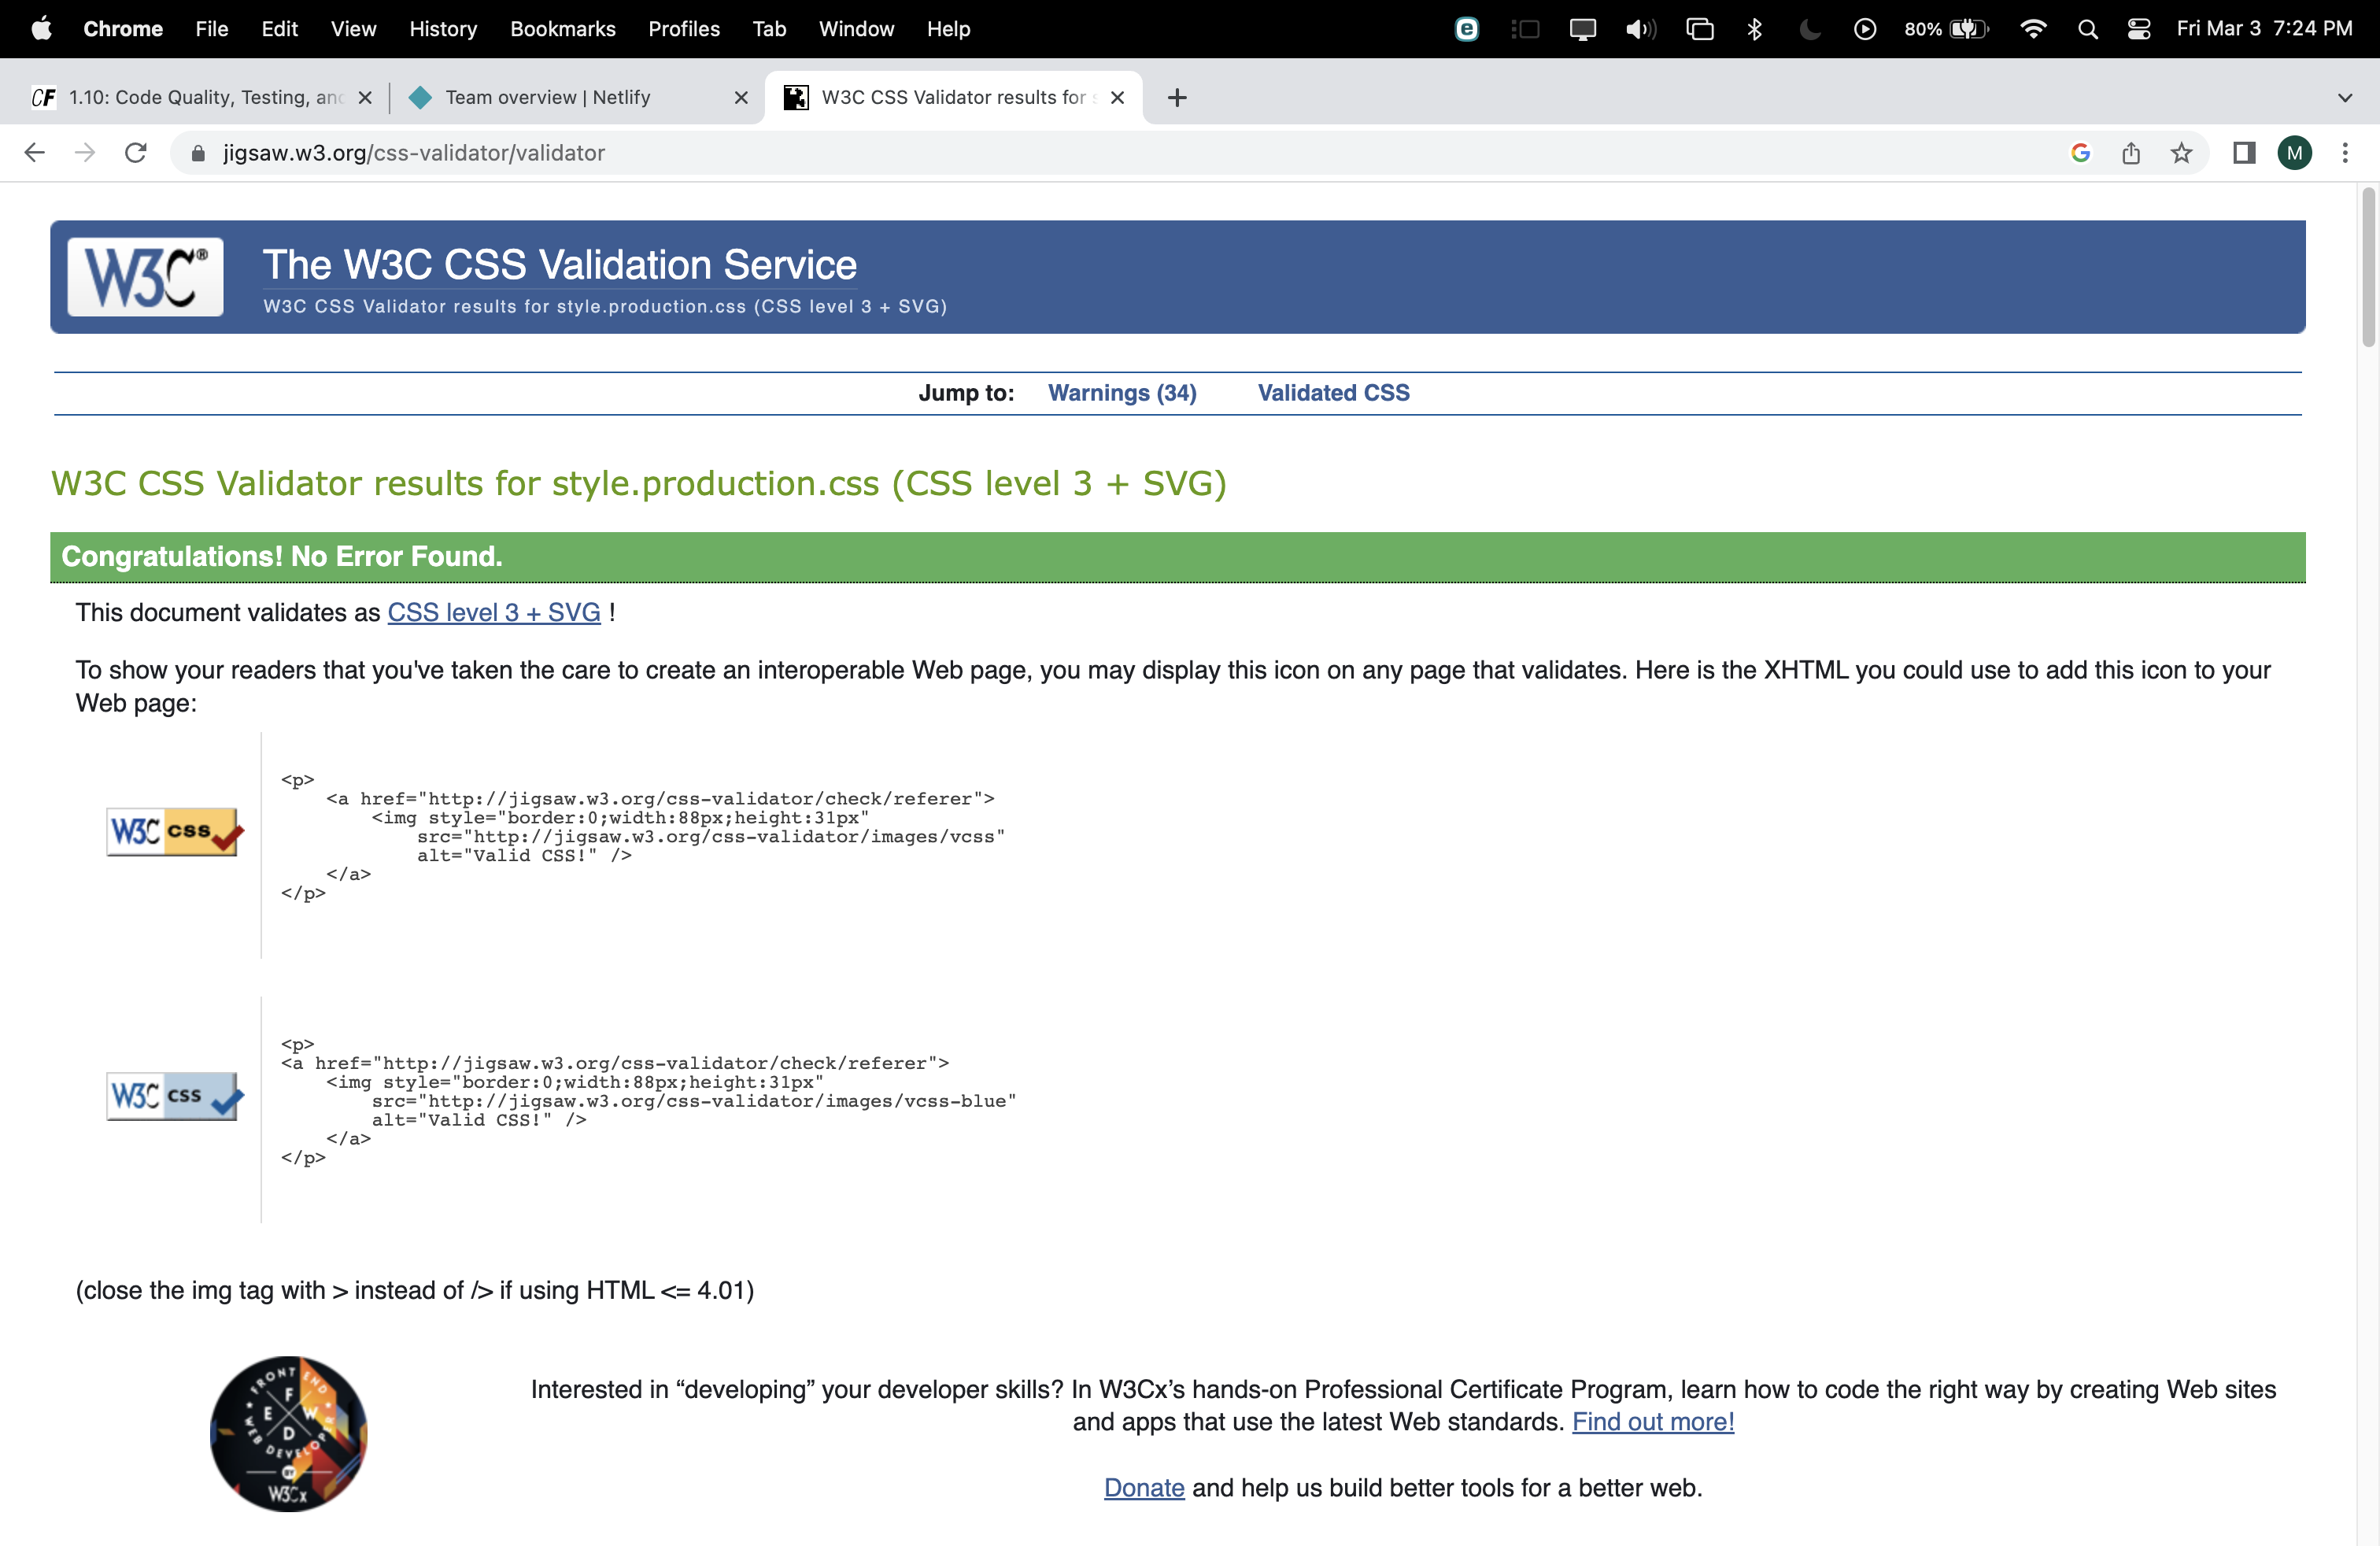 Chrome File Edit View History Bookmarks Profiles Tab Window Help 80% Fri Mar 3 7:24 PM
CF 1.10: Code Quality, Testing, and Team overview | Netlify W3C CSS Validator results for
jigsaw.w3.org/css-validator/validator M
W3C® The W3C CSS Validation Service
W3C CSS Validator results for style.production.css (CSS level 3 + SVG)
Jump to: Warnings (34) Validated CSS
W3C CSS Validator results for style.production.css (CSS level 3 + SVG)
Congratulations! No Error Found.
This document validates as CSS level 3 + SVG !
To show your readers that you've taken the care to create an interoperable Web page, you may display this icon on any page that validates. Here is the XHTML you could use to add this icon to your
Web page:
<p>
<a href="http://jigsaw.w3.org/css-validator/check/referer">
<img style="border:0;width:88px;height:31px"
W3C css
src="http://jigsaw.w3.org/css-validator/images/vcss"
alt="Valid CSS!" />
</a>
</p>
<p>
<a href="http://jigsaw.w3.org/css-validator/check/referer">
<img style="border:0;width:88px;height:31px"
W3C css
src="http://jigsaw.w3.org/css-validator/images/vcss-blue"
alt="Valid CSS!" />
</a>
</p>
(close the img tag with > instead of /> if using HTML <= 4.01)
FRONT END
F E W D
WEB DEVELOPER
BY
W3Cx
Interested in “developing” your developer skills? In W3Cx’s hands-on Professional Certificate Program, learn how to code the right way by creating Web sites
and apps that use the latest Web standards. Find out more!
Donate and help us build better tools for a better web.